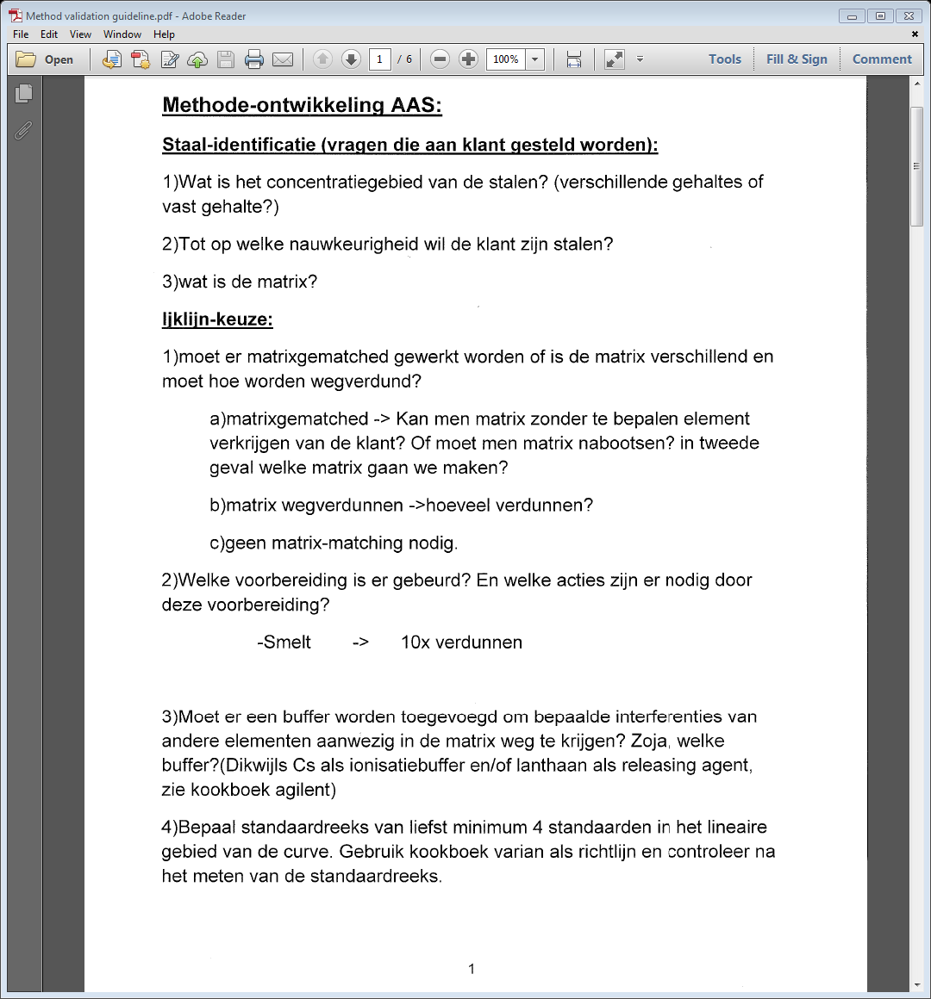 Method validation guideline.pdf - Adobe Reader
File Edit View Window Help
Open 1 / 6 100% Tools Fill & Sign Comment
Methode-ontwikkeling AAS:
Staal-identificatie (vragen die aan klant gesteld worden):
1)Wat is het concentratiegebied van de stalen? (verschillende gehaltes of
vast gehalte?)
2)Tot op welke nauwkeurigheid wil de klant zijn stalen?
3)wat is de matrix?
Ijklijn-keuze:
1)moet er matrixgematched gewerkt worden of is de matrix verschillend en
moet hoe worden wegverdund?
a)matrixgematched -> Kan men matrix zonder te bepalen element
verkrijgen van de klant? Of moet men matrix nabootsen? in tweede
geval welke matrix gaan we maken?
b)matrix wegverdunnen ->hoeveel verdunnen?
c)geen matrix-matching nodig.
2)Welke voorbereiding is er gebeurd? En welke acties zijn er nodig door
deze voorbereiding?
-Smelt -> 10x verdunnen
3)Moet er een buffer worden toegevoegd om bepaalde interferenties van
andere elementen aanwezig in de matrix weg te krijgen? Zoja, welke
buffer?(Dikwijls Cs als ionisatiebuffer en/of lanthaan als releasing agent,
zie kookboek agilent)
4)Bepaal standaardreeks van liefst minimum 4 standaarden in het lineaire
gebied van de curve. Gebruik kookboek varian als richtlijn en controleer na
het meten van de standaardreeks.
1